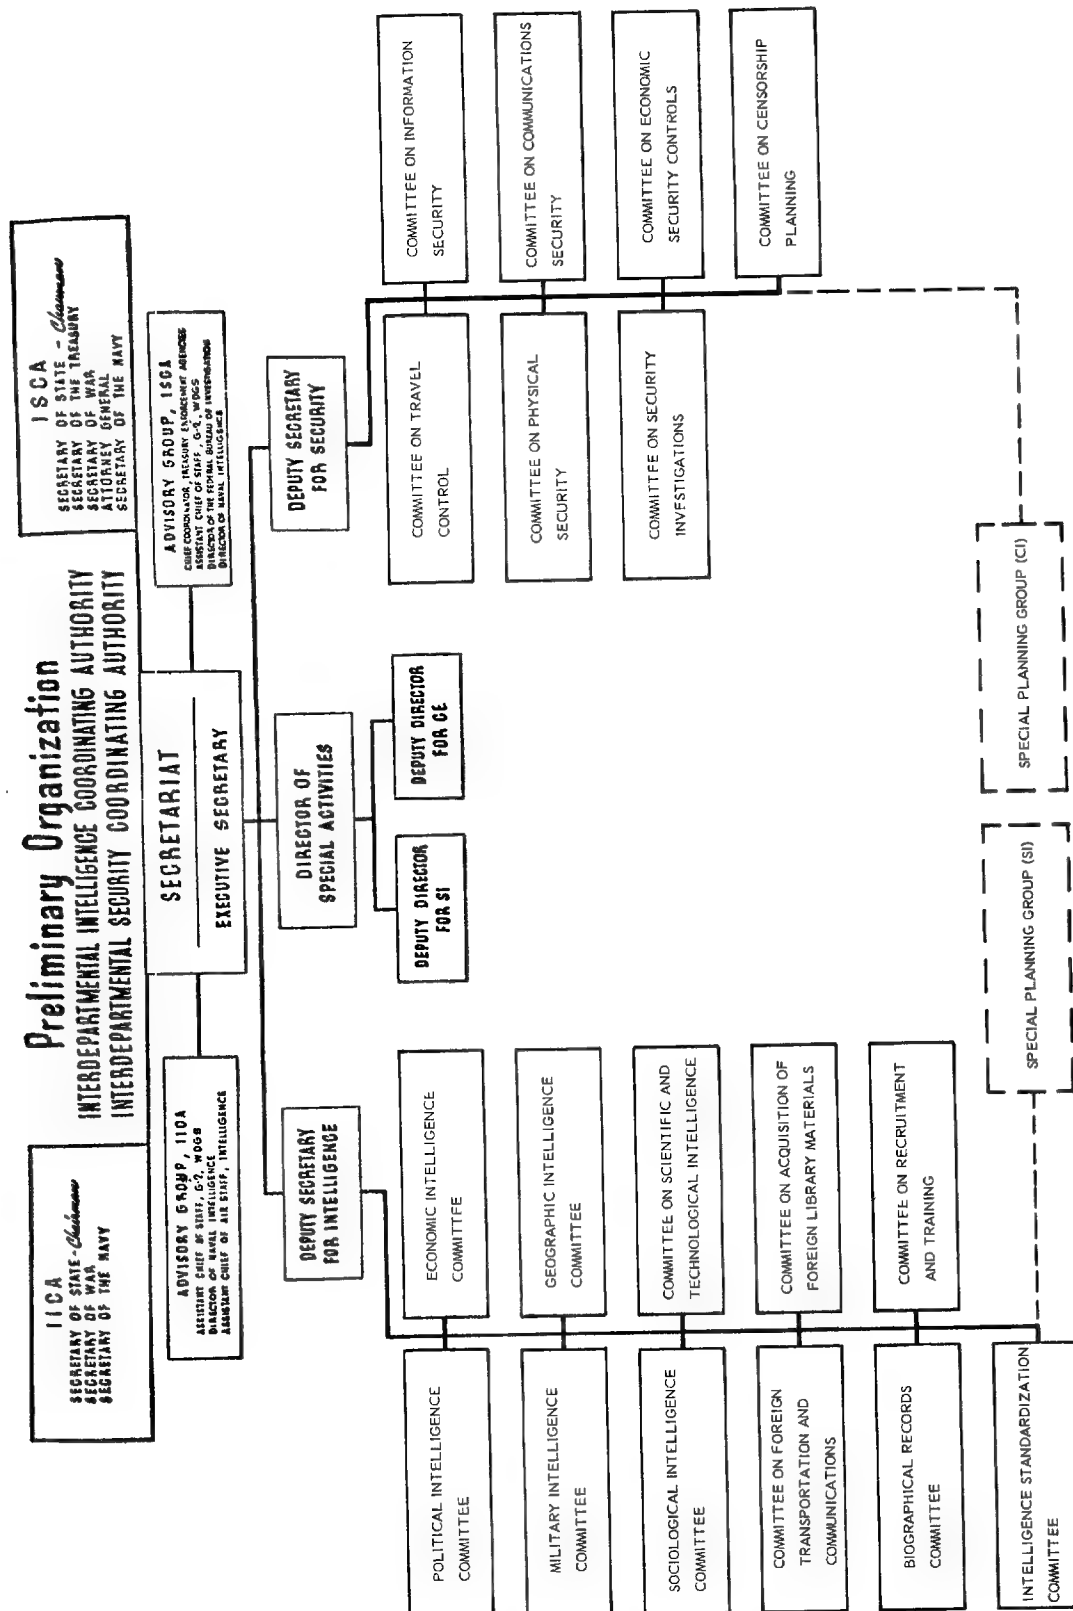 Preliminary Organization
INTERDEPARTMENTAL INTELLIGENCE COORDINATING AUTHORITY
INTERDEPARTMENTAL SECURITY COORDINATING AUTHORITY
IICA
SECRETARY OF STATE - Chairman
SECRETARY OF WAR
SECRETARY OF THE NAVY
ISCA
SECRETARY OF STATE - Chairman
SECRETARY OF THE TREASURY
SECRETARY OF WAR
ATTORNEY GENERAL
SECRETARY OF THE NAVY
SECRETARIAT
EXECUTIVE SECRETARY
ADVISORY GROUP, IICA
ASSISTANT CHIEF OF STAFF, G-2, WDGS
DIRECTOR OF NAVAL INTELLIGENCE
ASSISTANT CHIEF OF AIR STAFF, INTELLIGENCE
ADVISORY GROUP, ISCA
CHIEF COORDINATOR, TREASURY ENFORCEMENT AGENCIES
ASSISTANT CHIEF OF STAFF, G-2, WDGS
DIRECTOR OF THE FEDERAL BUREAU OF INVESTIGATION
DIRECTOR OF NAVAL INTELLIGENCE
DEPUTY SECRETARY
FOR INTELLIGENCE
DIRECTOR OF
SPECIAL ACTIVITIES
DEPUTY SECRETARY
FOR SECURITY
DEPUTY DIRECTOR
FOR SI
DEPUTY DIRECTOR
FOR CE
POLITICAL INTELLIGENCE
COMMITTEE
ECONOMIC INTELLIGENCE
COMMITTEE
MILITARY INTELLIGENCE
COMMITTEE
GEOGRAPHIC INTELLIGENCE
COMMITTEE
SOCIOLOGICAL INTELLIGENCE
COMMITTEE
COMMITTEE ON SCIENTIFIC AND
TECHNOLOGICAL INTELLIGENCE
COMMITTEE ON FOREIGN
TRANSPORTATION AND
COMMUNICATIONS
COMMITTEE ON ACQUISITION OF
FOREIGN LIBRARY MATERIALS
BIOGRAPHICAL RECORDS
COMMITTEE
COMMITTEE ON RECRUITMENT
AND TRAINING
INTELLIGENCE STANDARDIZATION
COMMITTEE
COMMITTEE ON TRAVEL
CONTROL
COMMITTEE ON INFORMATION
SECURITY
COMMITTEE ON PHYSICAL
SECURITY
COMMITTEE ON COMMUNICATIONS
SECURITY
COMMITTEE ON SECURITY
INVESTIGATIONS
COMMITTEE ON ECONOMIC
SECURITY CONTROLS
COMMITTEE ON CENSORSHIP
PLANNING
SPECIAL PLANNING GROUP (SI)
SPECIAL PLANNING GROUP (CI)